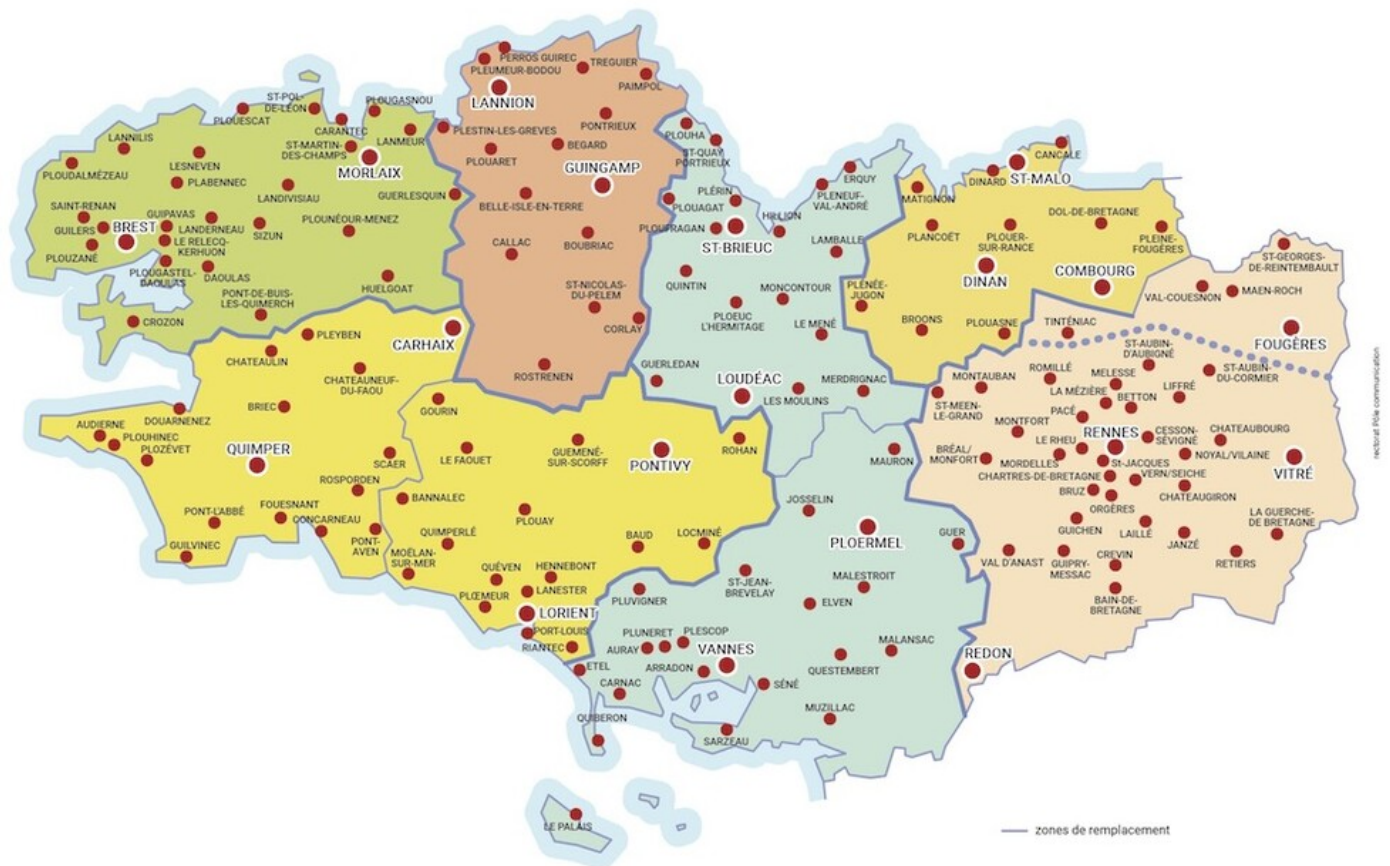 PERROS GUIREC
PLEUMEUR-BODOU
TREGUIER
PAIMPOL
LANNION
PLESTIN-LES-GREVES
PONTRIEUX
PLOUARET
BEGARD
GUINGAMP
BELLE-ISLE-EN-TERRE
CALLAC
BOURBRIAC
ST-NICOLAS-
DU-PELEM
CORLAY
ROSTRENEN
ST-POL-
DE-LEON
PLOUGASNOU
PLOUESCAT
CARANTEC
LANMEUR
ST-MARTIN-
DES-CHAMPS
MORLAIX
LANNILIS
LESNEVEN
PLOUDALMÉZEAU
PLABENNEC
LANDIVISIAU
GUERLESQUIN
SAINT-RENAN
GUILERS
BREST
GUIPAVAS
LANDERNEAU
LE RELECQ-
KERHUON
SIZUN
PLOUNÉOUR-MENEZ
PLOUZANÉ
PLOUGASTEL-
DAOULAS
DAOULAS
PONT-DE-BUIS-
LES-QUIMERCH
HUELGOAT
CROZON
PLOUHA
ST-QUAY
PORTRIEUX
PLÉRIN
PLOUAGAT
PLOUFRAGAN
ST-BRIEUC
HILLION
ERQUY
PLENEUF-
VAL-ANDRÉ
LAMBALLE
QUINTIN
MONCONTOUR
PLOEUC
L'HERMITAGE
LE MENÉ
PLENÉE-
JUGON
GUERLEDAN
LOUDÉAC
LES MOULINS
MERDRIGNAC
CANCALE
DINARD
ST-MALO
MATIGNON
PLANCOËT
PLOUER-
SUR-RANCE
DOL-DE-BRETAGNE
PLEINE-
FOUGÈRES
DINAN
COMBOURG
BROONS
PLOUASNE
ST-GEORGES-
DE-REINTEMBAULT
VAL-COUESNON
MAEN-ROCH
TINTÉNIAC
FOUGÈRES
ST-AUBIN-
D'AUBIGNÉ
ST-AUBIN-
DU-CORMIER
MONTAUBAN
ROMILLÉ
MELESSE
LIFFRÉ
LA MÉZIÈRE
BETTON
ST-MEEN-
LE-GRAND
MONTFORT
PACÉ
RENNES
CESSON-
SÉVIGNÉ
CHATEAUBOURG
LE RHEU
NOYAL/VILAINE
VITRÉ
BRÉAL/
MONFORT
MORDELLES
St-JACQUES
VERN/SEICHE
CHARTRES-DE-BRETAGNE
BRUZ
CHATEAUGIRON
ORGÈRES
LA GUERCHE-
DE BRETAGNE
GUICHEN
LAILLÉ
JANZÉ
VAL D'ANAST
GUIPRY-
MESSAC
CREVIN
RETIERS
BAIN-DE-
BRETAGNE
REDON
CARHAIX
PLEYBEN
CHATEAULIN
CHATEAUNEUF-
DU-FAOU
DOUARNENEZ
BRIEC
AUDIERNE
PLOUHINEC
PLOZÉVET
QUIMPER
SCAER
ROSPORDEN
PONT-L'ABBÉ
FOUESNANT
CONCARNEAU
PONT-
AVEN
GUILVINEC
GOURIN
LE FAOUET
GUEMENÉ-
SUR-SCORFF
PONTIVY
ROHAN
BANNALEC
PLOUAY
QUIMPERLÉ
BAUD
LOCMINÉ
MOËLAN-
SUR-MER
QUÉVEN
HENNEBONT
LANESTER
PLŒMEUR
LORIENT
PORT-LOUIS
RIANTEC
MAURON
JOSSELIN
PLOERMEL
GUER
ST-JEAN-
BREVELAY
MALESTROIT
PLUVIGNER
ELVEN
PLUNERET
PLESCOP
AURAY
VANNES
MALANSAC
ETEL
ARRADON
QUESTEMBERT
CARNAC
SÉNÉ
QUIBERON
MUZILLAC
SARZEAU
LE PALAIS
zones de remplacement
rectorat Pôle communication